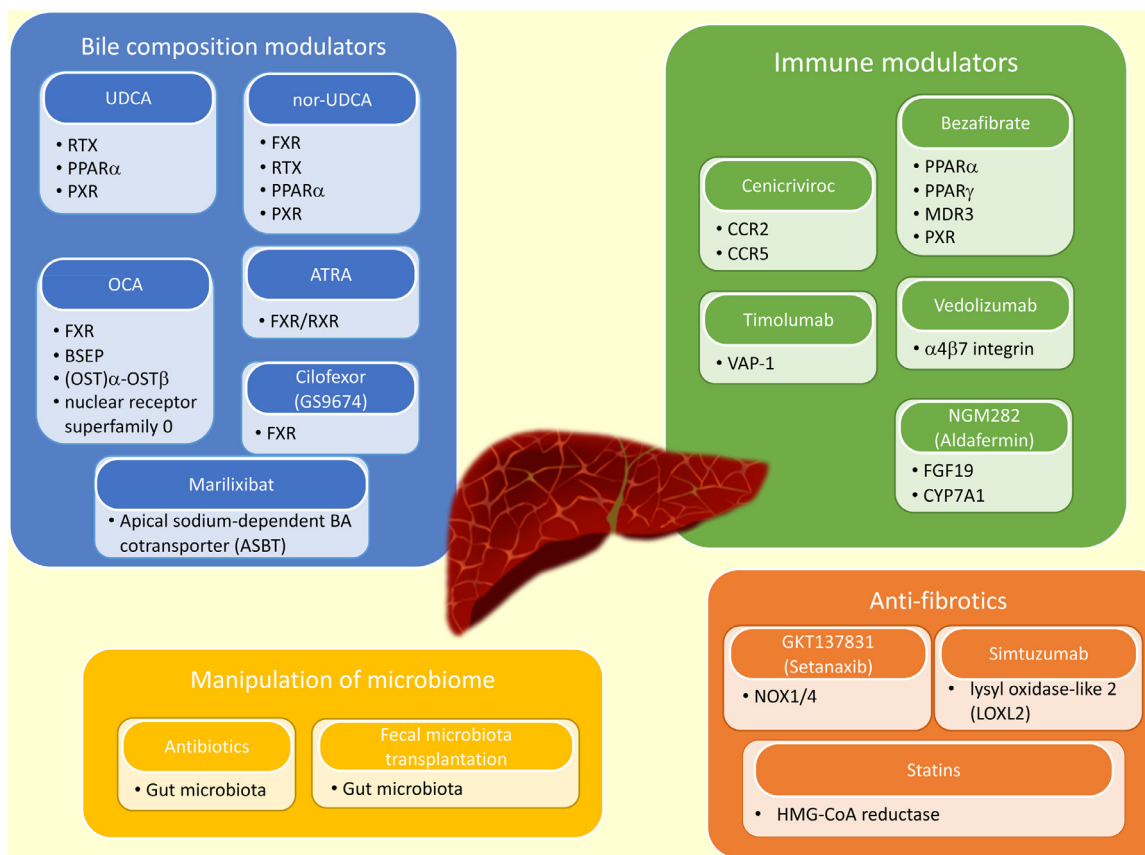 Bile composition modulators
UDCA
• RTX
• PPARα
• PXR
nor-UDCA
• FXR
• RTX
• PPARα
• PXR
OCA
• FXR
• BSEP
• (OST)α-OSTβ
• nuclear receptor
superfamily 0
ATRA
• FXR/RXR
Cilofexor
(GS9674)
• FXR
Marilixibat
• Apical sodium-dependent BA
cotransporter (ASBT)
Immune modulators
Cenicriviroc
• CCR2
• CCR5
Bezafibrate
• PPARα
• PPARγ
• MDR3
• PXR
Timolumab
• VAP-1
Vedolizumab
• α4β7 integrin
NGM282
(Aldafermin)
• FGF19
• CYP7A1
Manipulation of microbiome
Antibiotics
• Gut microbiota
Fecal microbiota
transplantation
• Gut microbiota
Anti-fibrotics
GKT137831
(Setanaxib)
• NOX1/4
Simtuzumab
• lysyl oxidase-like 2
(LOXL2)
Statins
• HMG-CoA reductase